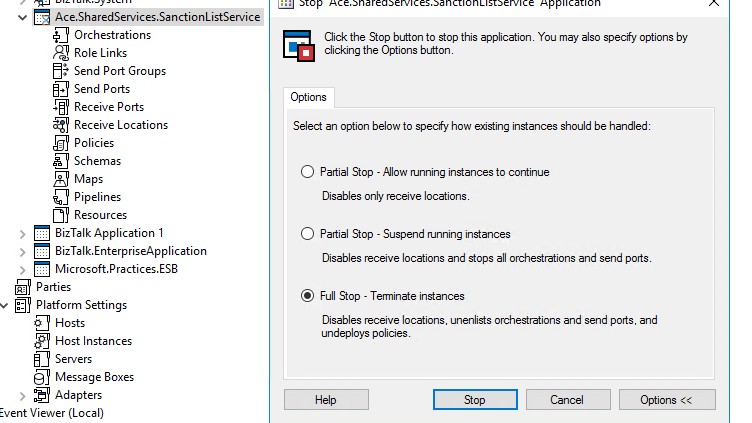 BizTalk.System
Ace.SharedServices.SanctionListService
Orchestrations
Role Links
Send Port Groups
Send Ports
Receive Ports
Receive Locations
Policies
Schemas
Maps
Pipelines
Resources
BizTalk Application 1
BizTalk.EnterpriseApplication
Microsoft.Practices.ESB
Parties
Platform Settings
Hosts
Host Instances
Servers
Message Boxes
Adapters
Event Viewer (Local)
Stop 'Ace.SharedServices.SanctionListService' Application
Click the Stop button to stop this application. You may also specify options by
clicking the Options button.
Options
Select an option below to specify how existing instances should be handled:
Partial Stop - Allow running instances to continue
Disables only receive locations.
Partial Stop - Suspend running instances
Disables receive locations and stops all orchestrations and send ports.
Full Stop - Terminate instances
Disables receive locations, unenlists orchestrations and send ports, and
undeploys policies.
Help
Stop
Cancel
Options <<